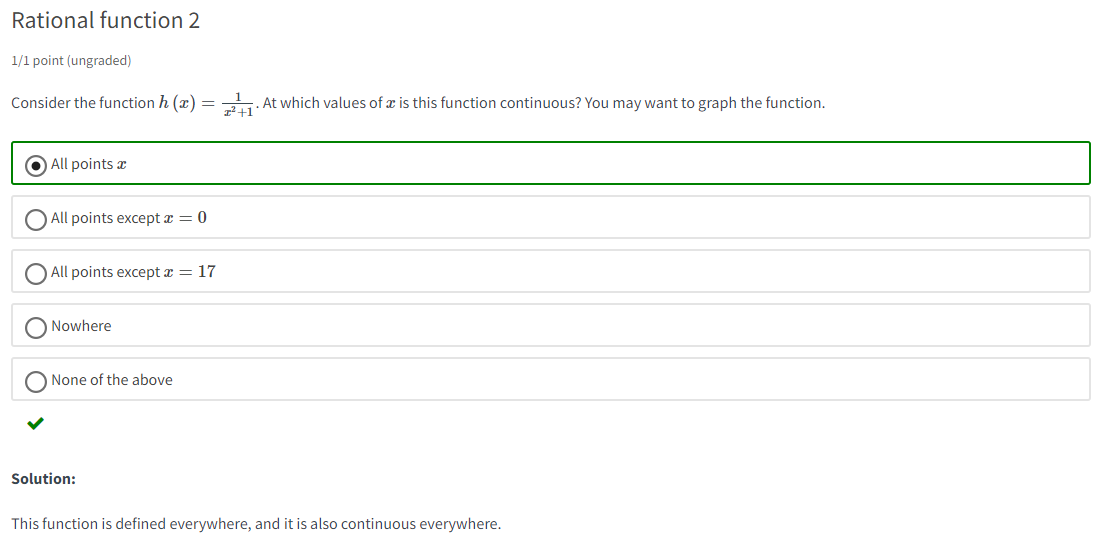 Rational function 2
1/1 point (ungraded)
Consider the function h (x) = 1/(x²+1). At which values of x is this function continuous? You may want to graph the function.
All points x
All points except x = 0
All points except x = 17
Nowhere
None of the above
Solution:
This function is defined everywhere, and it is also continuous everywhere.